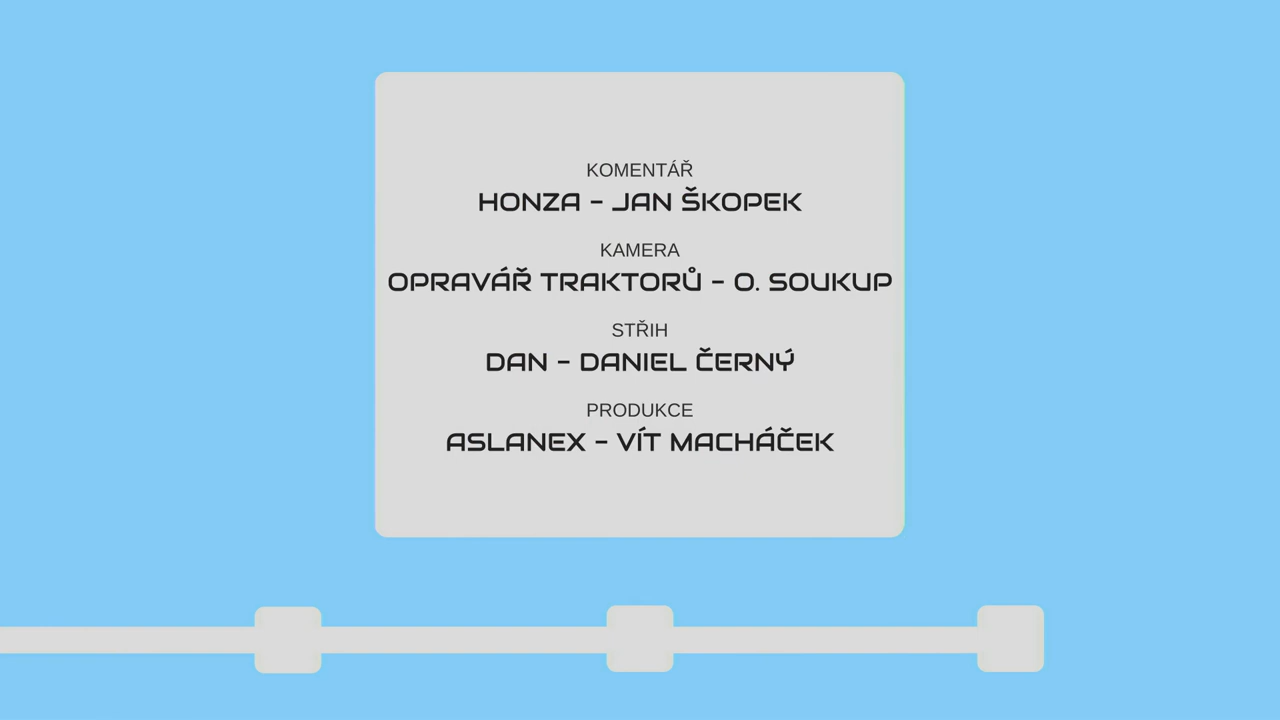 KOMENTÁŘ
HONZA - JAN ŠKOPEK
KAMERA
OPRAVÁŘ TRAKTORŮ - O. SOUKUP
STŘIH
DAN - DANIEL ČERNÝ
PRODUKCE
ASLANEX - VÍT MACHÁČEK